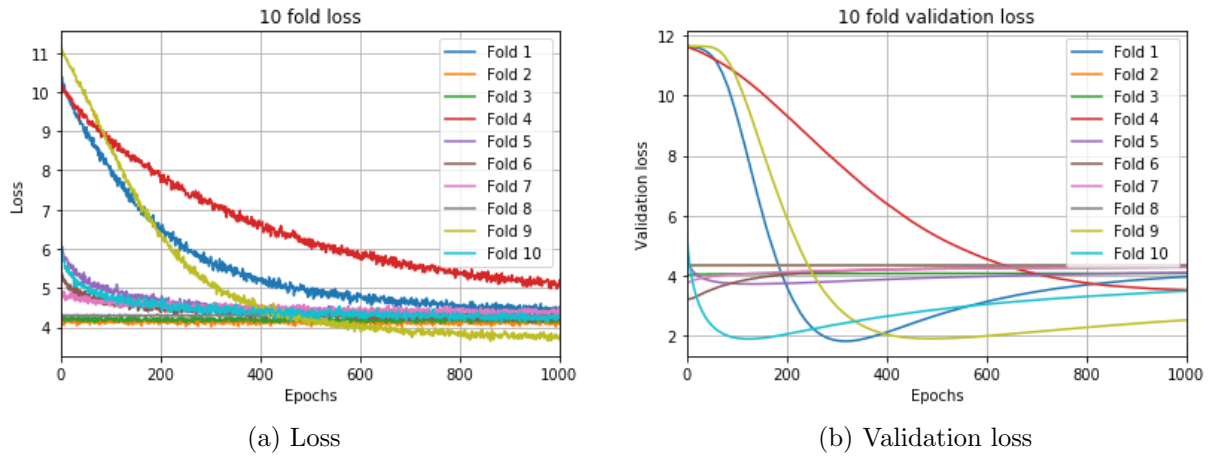 10 fold loss
Loss
11
10
9
8
7
6
5
4
0
200
400
600
800
1000
Epochs
Fold 1
Fold 2
Fold 3
Fold 4
Fold 5
Fold 6
Fold 7
Fold 8
Fold 9
Fold 10
(a) Loss
10 fold validation loss
Validation loss
12
10
8
6
4
2
0
200
400
600
800
1000
Epochs
Fold 1
Fold 2
Fold 3
Fold 4
Fold 5
Fold 6
Fold 7
Fold 8
Fold 9
Fold 10
(b) Validation loss